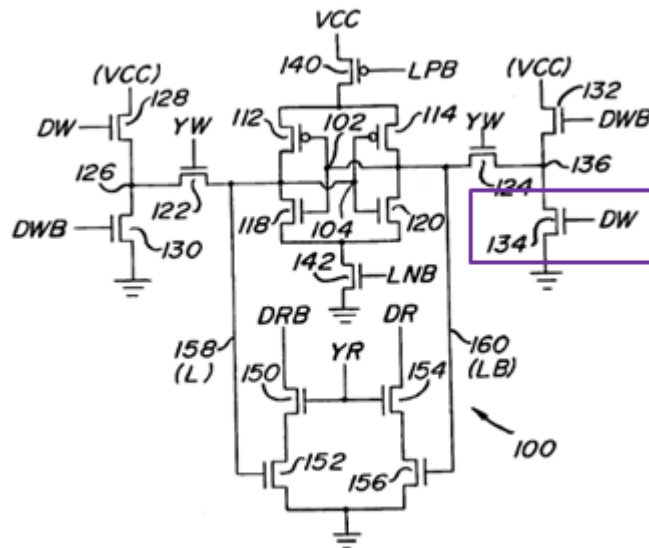 VCC
140
LPB
(VCC)
128
DW
YW
112
102
114
YW
(VCC)
132
DWB
126
122
124
136
DWB
130
118
104
120
134
DW
142
LNB
158
(L)
DRB
DR
YR
150
154
160
(LB)
100
152
156